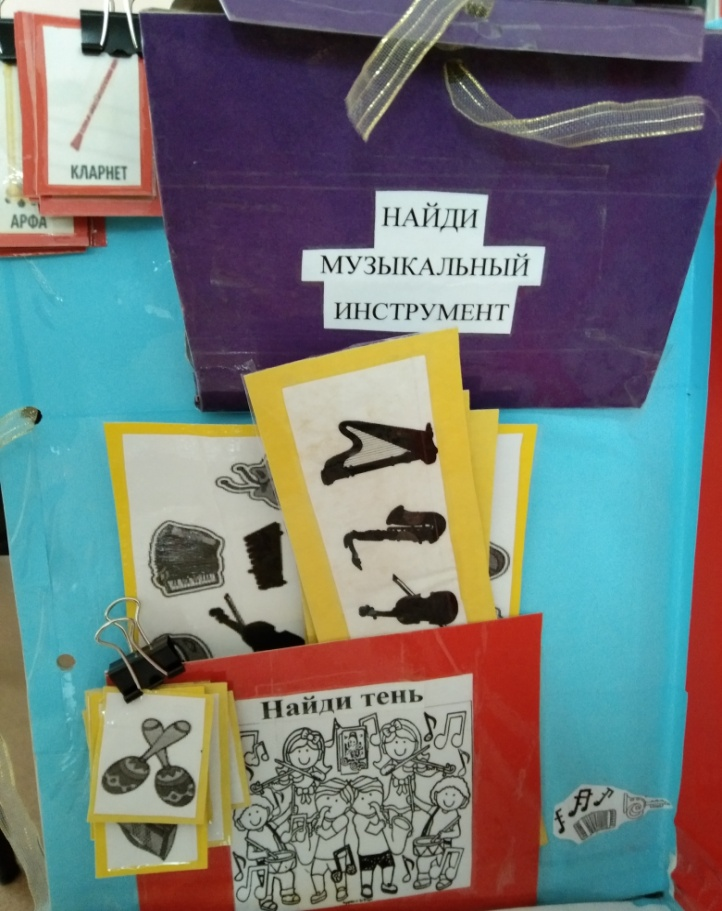 КЛАРНЕТ
АРФА
НАЙДИ
МУЗЫКАЛЬНЫЙ
ИНСТРУМЕНТ
Найди тень